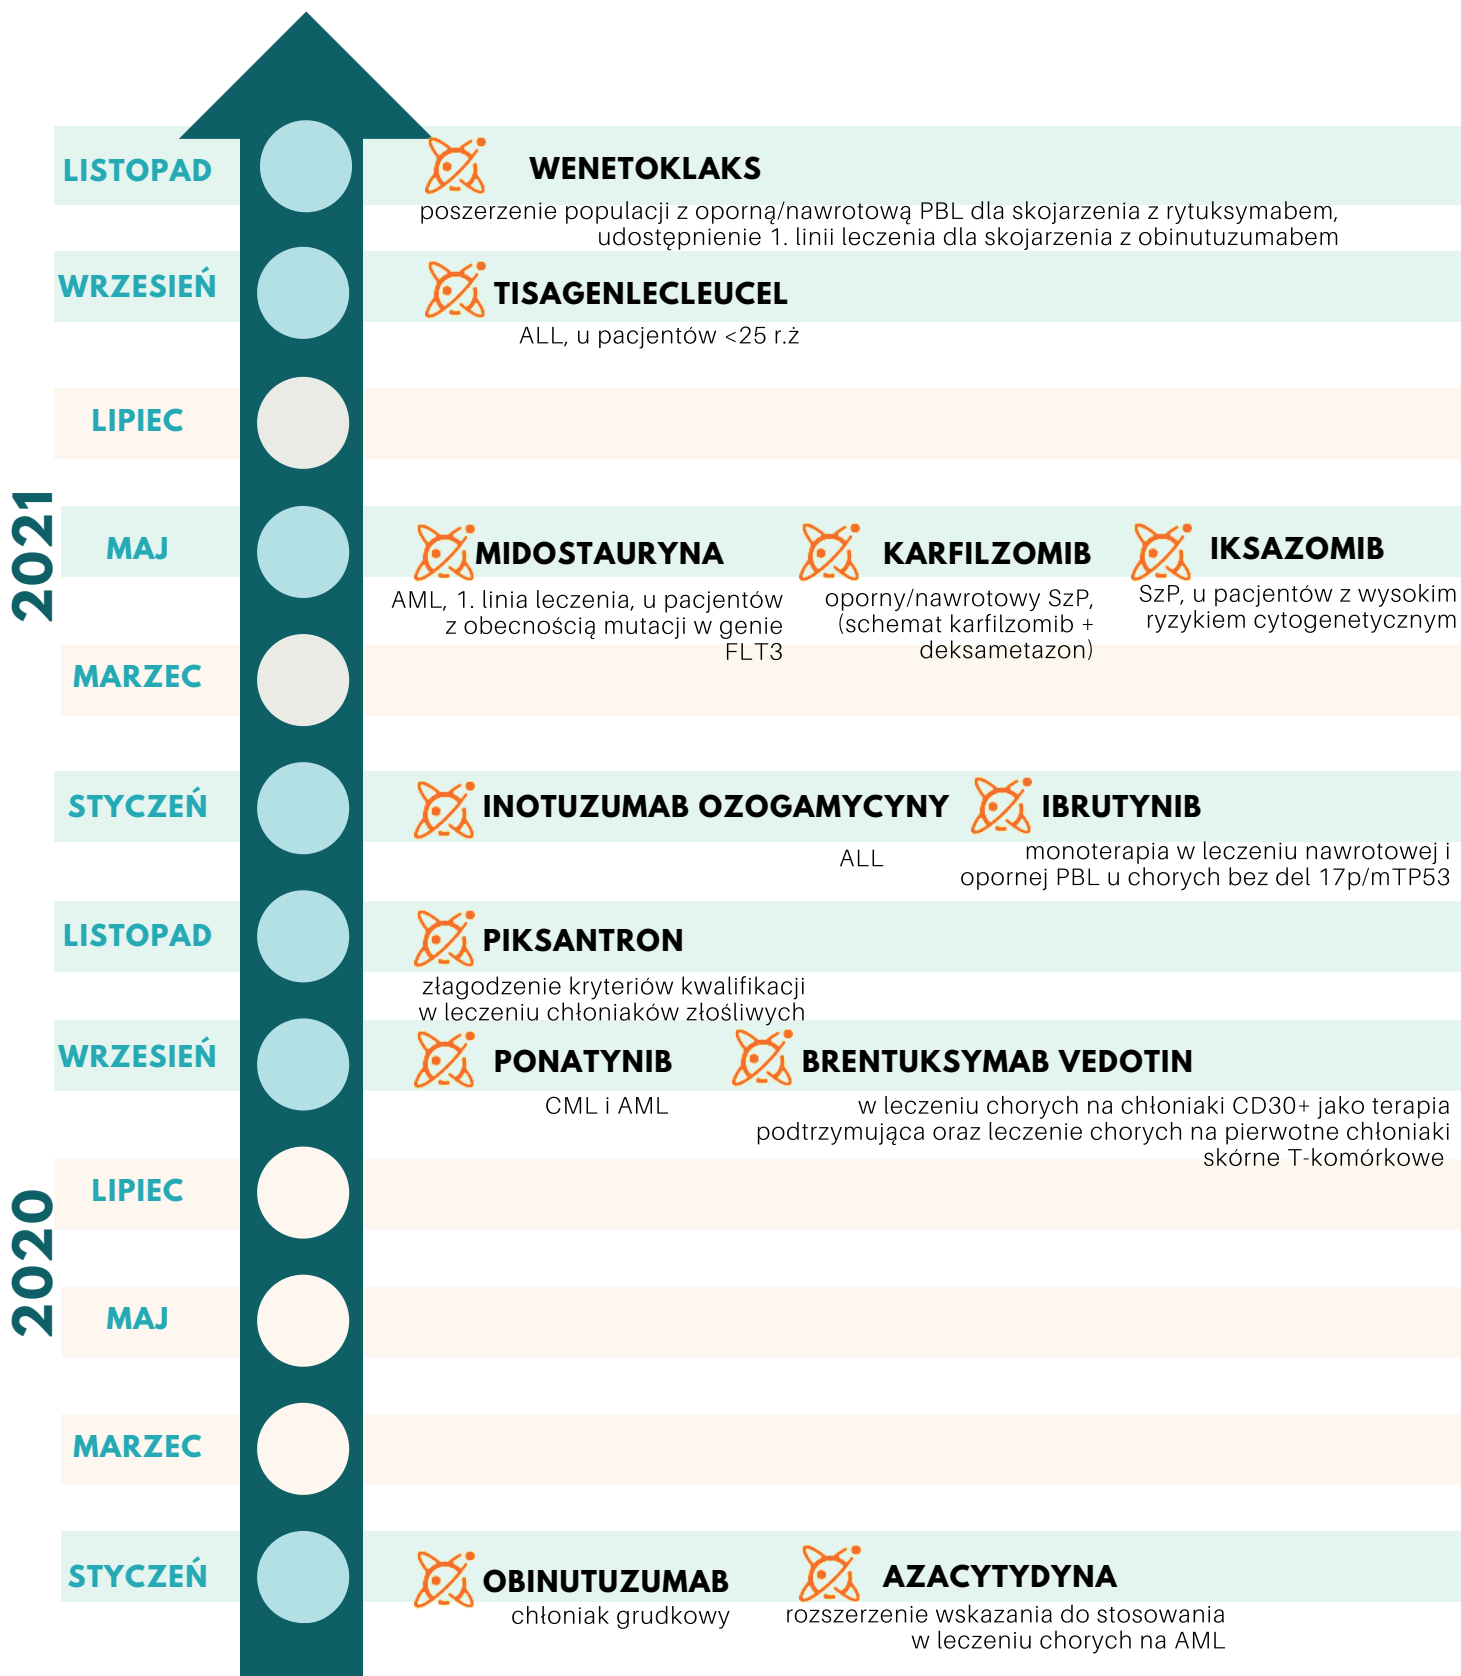 LISTOPAD
WENETOKLAKS
poszerzenie populacji z oporną/nawrotową PBL dla skojarzenia z rytuksymabem,
udostępnienie 1. linii leczenia dla skojarzenia z obinutuzumabem
WRZESIEŃ
TISAGENLECLEUCEL
ALL, u pacjentów <25 r.ż
LIPIEC
2021
MAJ
MIDOSTAURYNA
AML, 1. linia leczenia, u pacjentów
z obecnością mutacji w genie
FLT3
KARFILZOMIB
oporny/nawrotowy SzP,
(schemat karfilzomib +
deksametazon)
IKSAZOMIB
SzP, u pacjentów z wysokim
ryzykiem cytogenetycznym
MARZEC
STYCZEŃ
INOTUZUMAB OZOGAMYCYNY
ALL
IBRUTYNIB
monoterapia w leczeniu nawrotowej i
opornej PBL u chorych bez del 17p/mTP53
LISTOPAD
PIKSANTRON
złagodzenie kryteriów kwalifikacji
w leczeniu chłoniaków złośliwych
WRZESIEŃ
PONATYNIB
CML i AML
BRENTUKSYMAB VEDOTIN
w leczeniu chorych na chłoniaki CD30+ jako terapia
podtrzymująca oraz leczenie chorych na pierwotne chłoniaki
skórne T-komórkowe
LIPIEC
2020
MAJ
MARZEC
STYCZEŃ
OBINUTUZUMAB
chłoniak grudkowy
AZACYTYDYNA
rozszerzenie wskazania do stosowania
w leczeniu chorych na AML